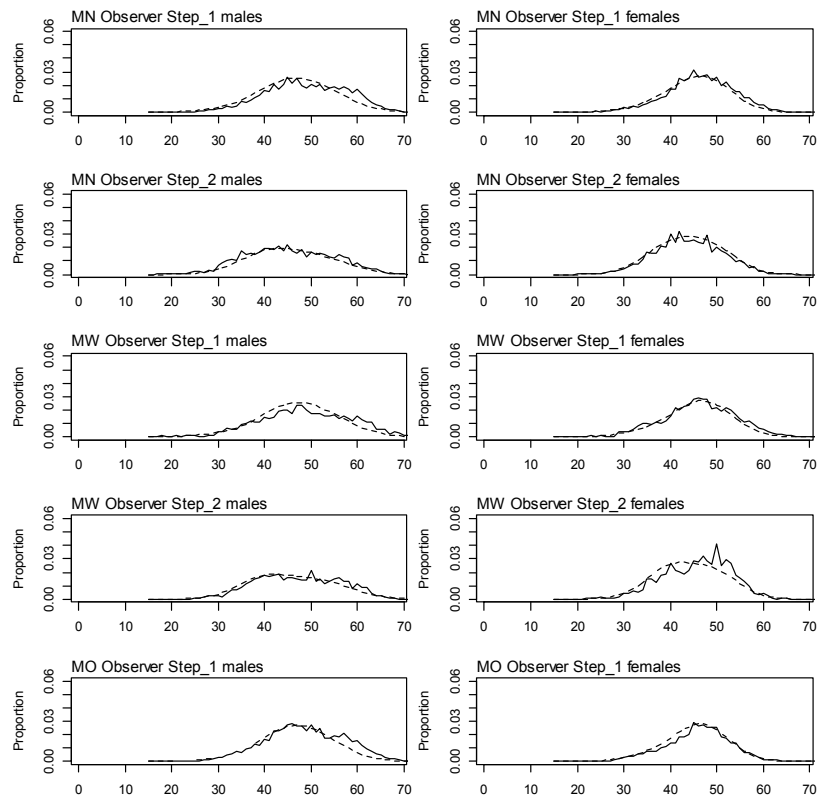 MN Observer Step_1 males
MN Observer Step_1 females
Proportion
0.00 0.03 0.06
0 10 20 30 40 50 60 70
Proportion
0.00 0.03 0.06
0 10 20 30 40 50 60 70
MN Observer Step_2 males
MN Observer Step_2 females
Proportion
0.00 0.03 0.06
0 10 20 30 40 50 60 70
Proportion
0.00 0.03 0.06
0 10 20 30 40 50 60 70
MW Observer Step_1 males
MW Observer Step_1 females
Proportion
0.00 0.03 0.06
0 10 20 30 40 50 60 70
Proportion
0.00 0.03 0.06
0 10 20 30 40 50 60 70
MW Observer Step_2 males
MW Observer Step_2 females
Proportion
0.00 0.03 0.06
0 10 20 30 40 50 60 70
Proportion
0.00 0.03 0.06
0 10 20 30 40 50 60 70
MO Observer Step_1 males
MO Observer Step_1 females
Proportion
0.00 0.03 0.06
0 10 20 30 40 50 60 70
Proportion
0.00 0.03 0.06
0 10 20 30 40 50 60 70